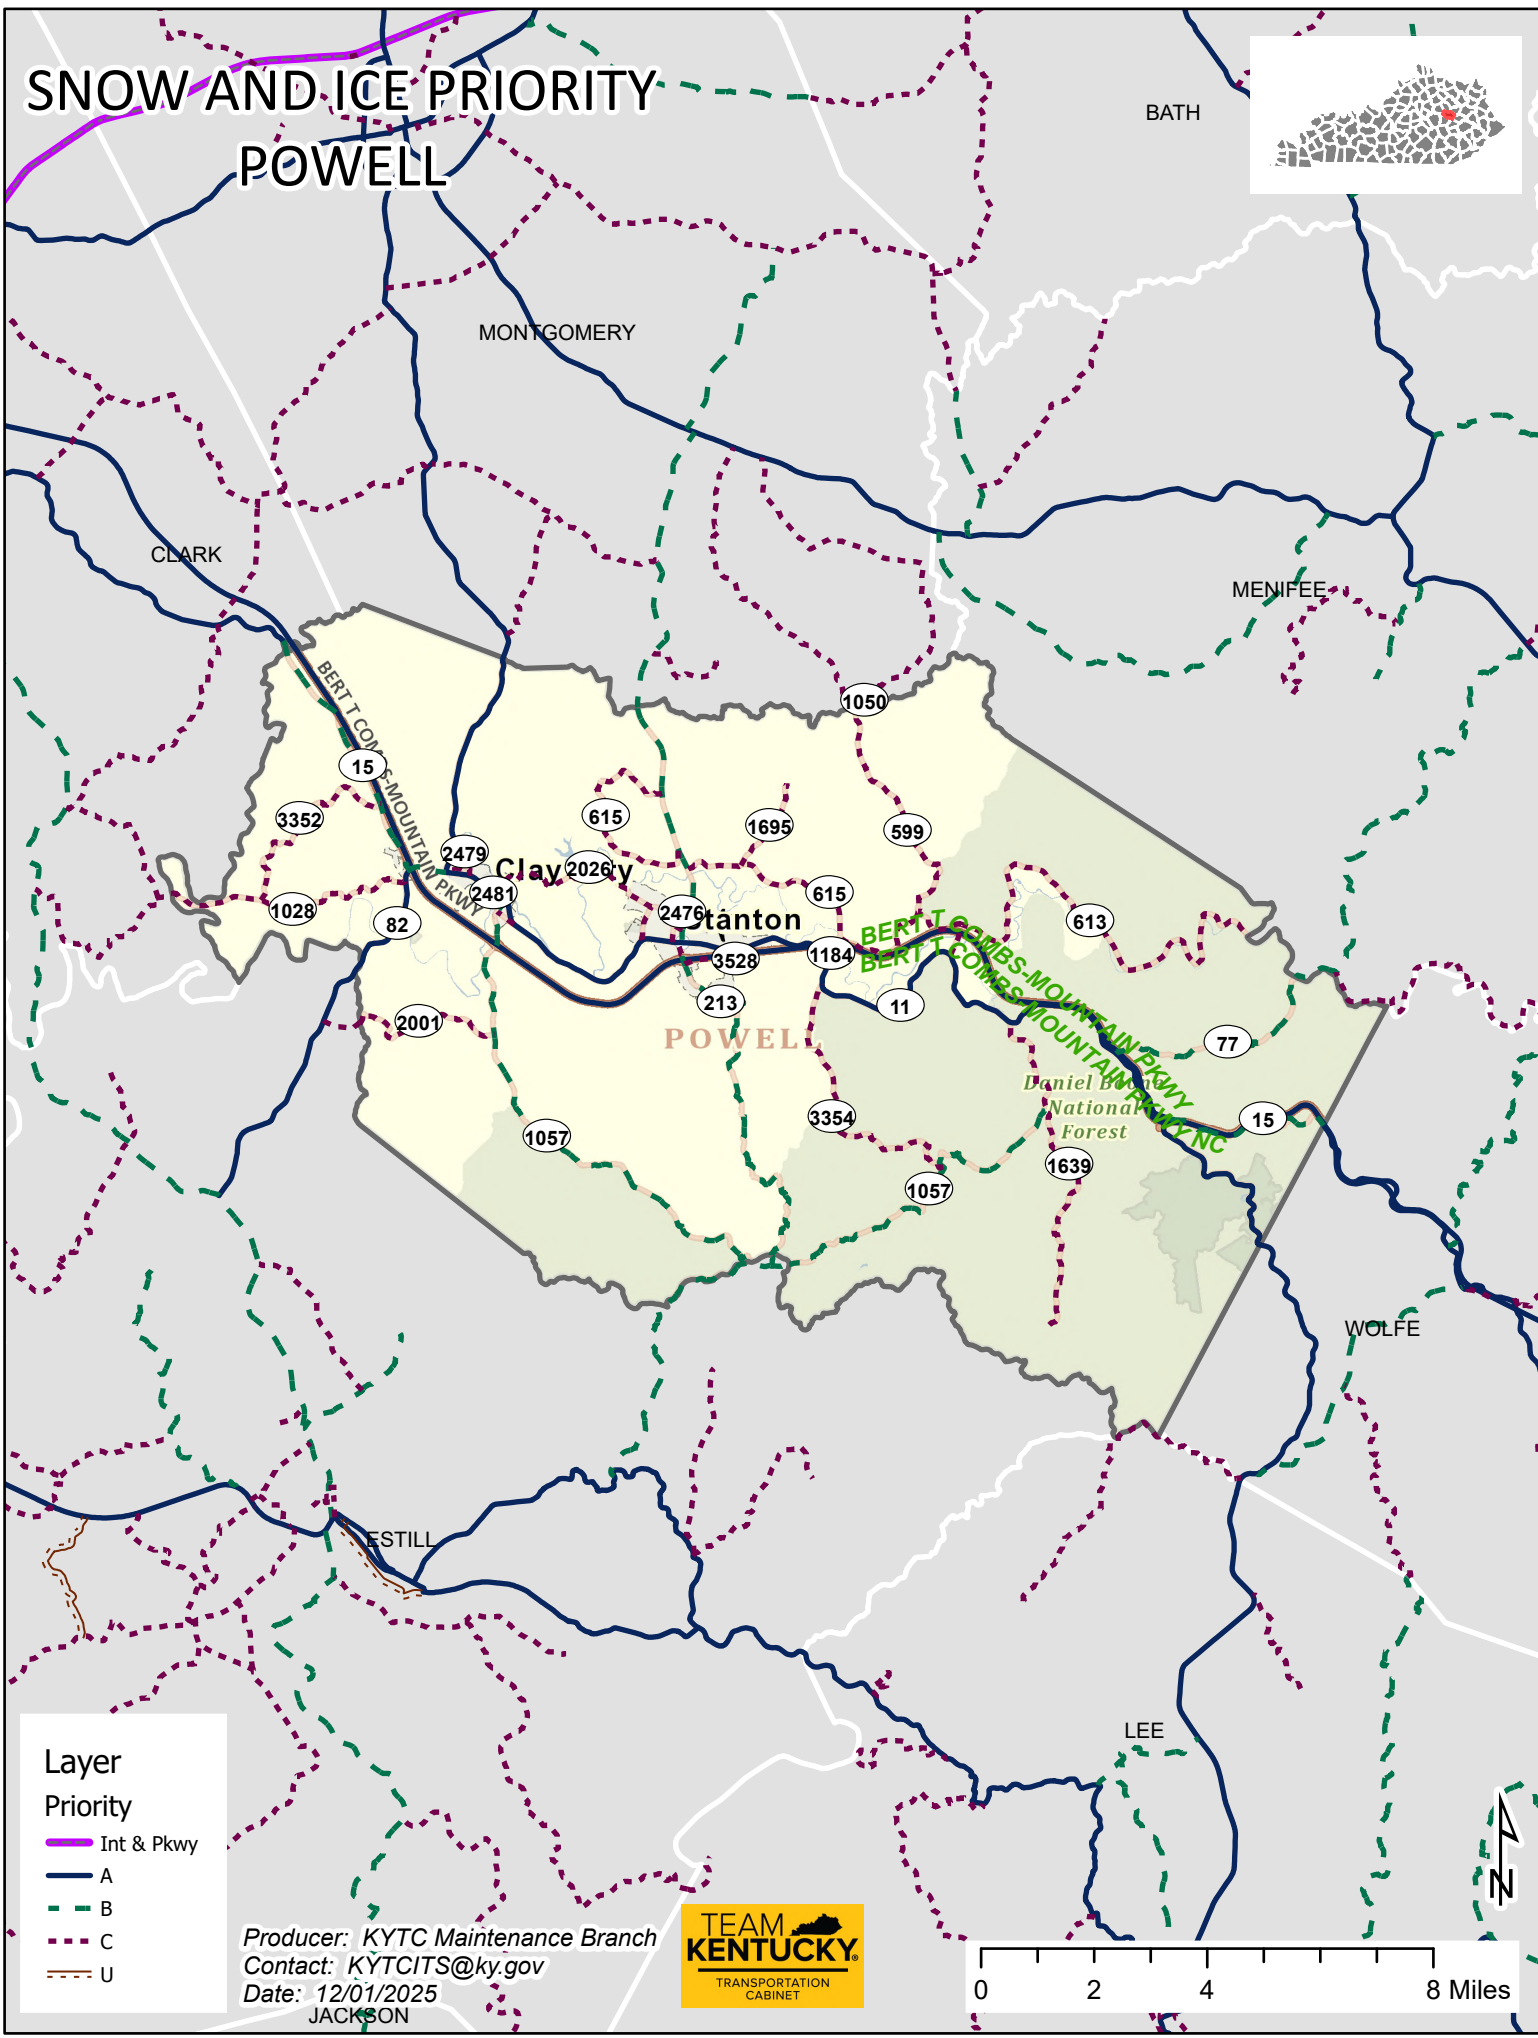 SNOW AND ICE PRIORITY
POWELL
BATH
MONTGOMERY
CLARK
MENIFEE
BERT T COMBS-MOUNTAIN PKWY
1050
15
3352
615
1695
599
2479
Clay City
2026
2481
1028
82
2476
Stanton
615
613
3528
1184
BERT T COMBS-MOUNTAIN PKWY
BERT T COMBS-MOUNTAIN PKWY NC
213
11
2001
POWELL
77
Daniel Boone
National
Forest
3354
15
1057
1639
1057
WOLFE
ESTILL
LEE
Layer
Priority
Int & Pkwy
A
B
C
U
Producer: KYTC Maintenance Branch
Contact: KYTCITS@ky.gov
Date: 12/01/2025
JACKSON
TEAM
KENTUCKY®
TRANSPORTATION
CABINET
0 2 4 8 Miles
N